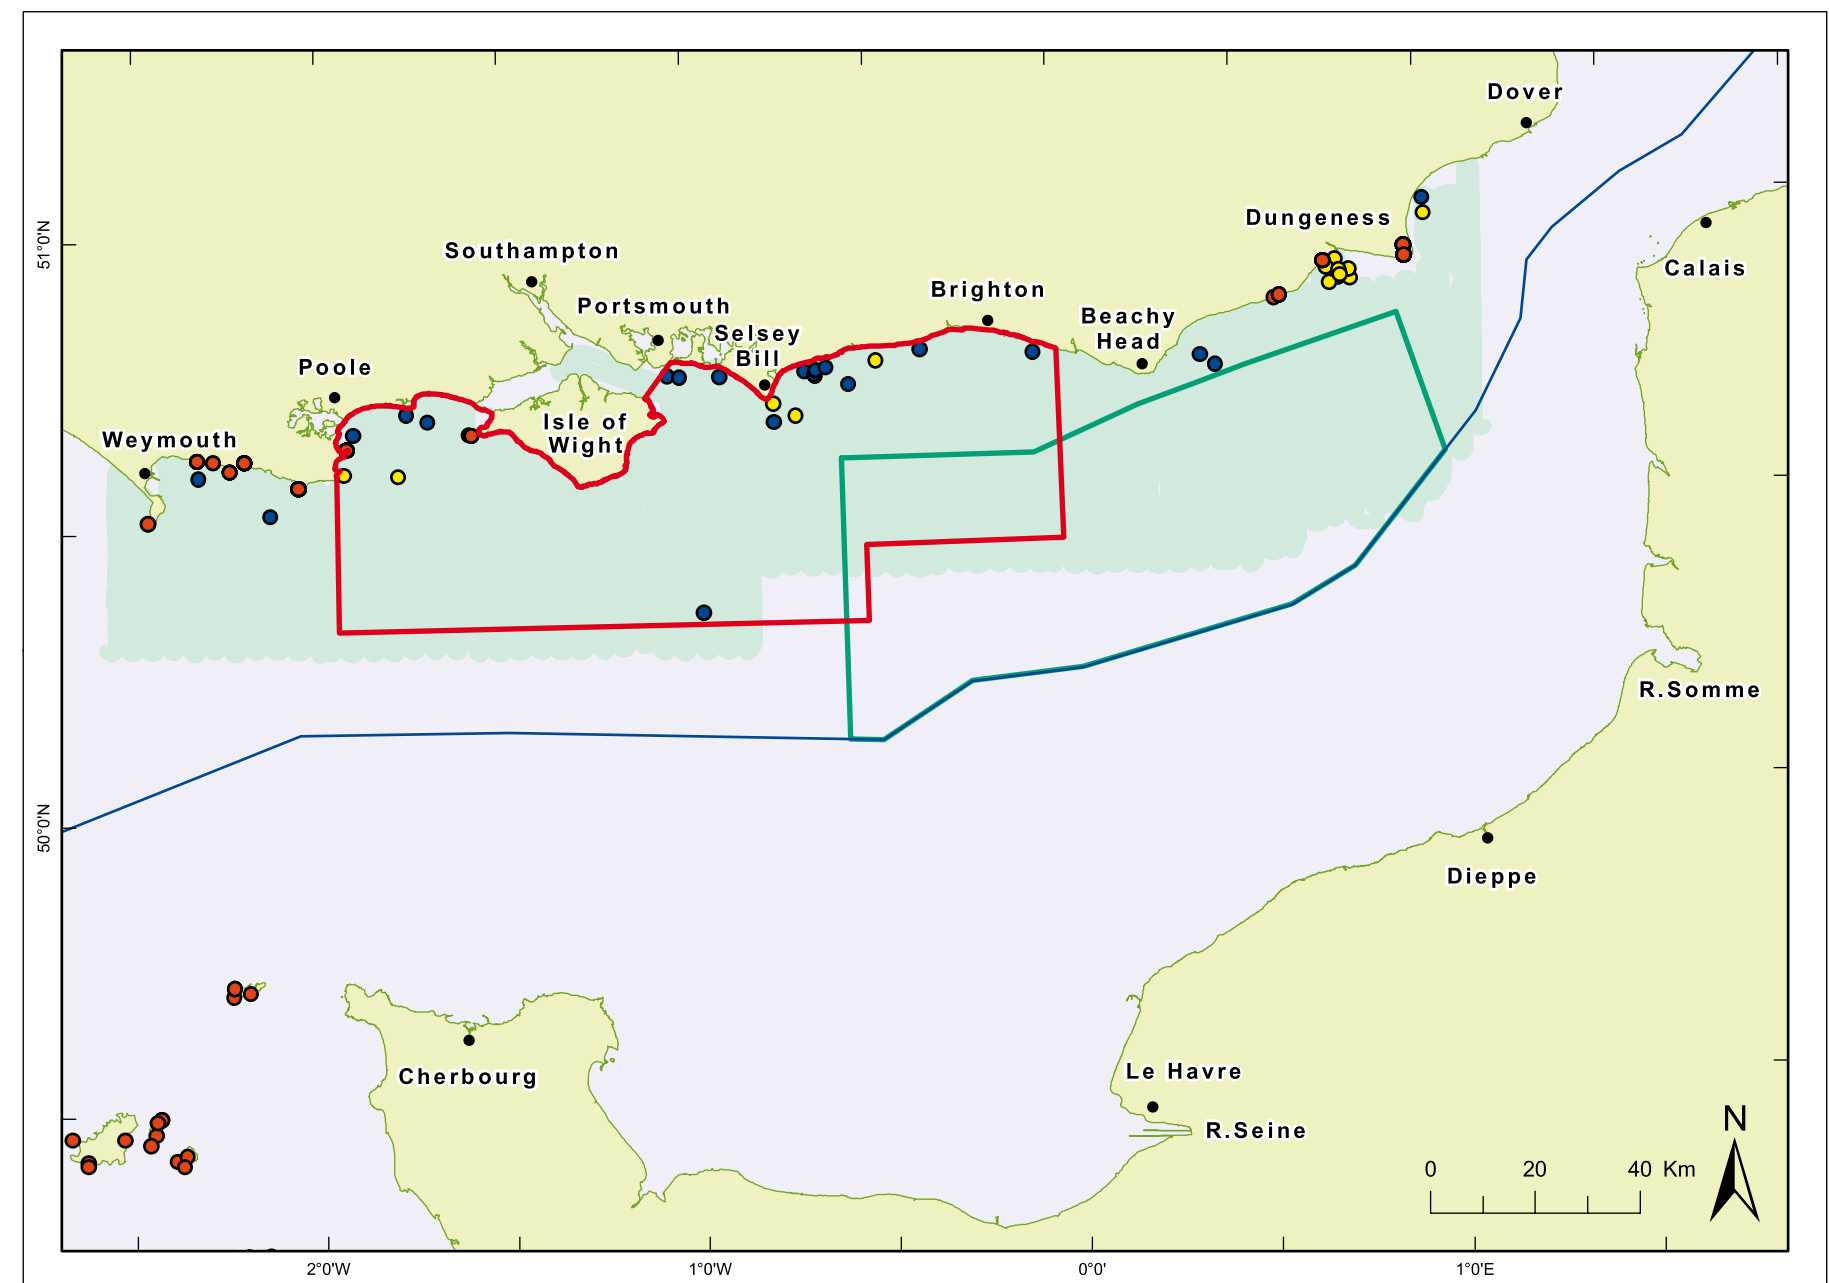 Dover
Dungeness
Southampton
Calais
Brighton
Portsmouth
Beachy
Head
Selsey
Bill
Poole
Isle of
Wight
Weymouth
R.Somme
Dieppe
Cherbourg
Le Havre
R.Seine
N
0 20 40 Km
51°0'N
50°0'N
2°0'W 1°0'W 0°0' 1°0'E